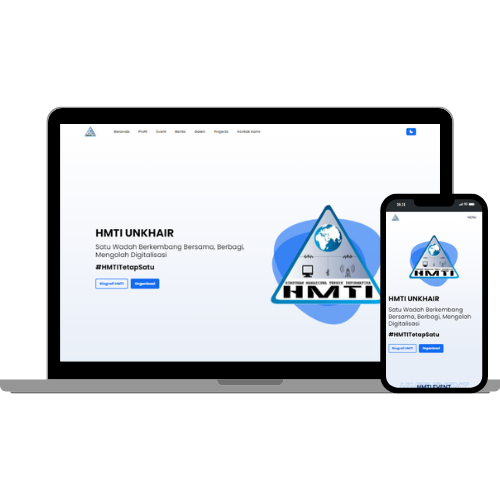 Beranda Profil Event Berita Galeri Projects Kontak Kami
HMTI UNKHAIR
Satu Wadah Berkembang Bersama, Berbagi,
Mengolah Digitalisasi
#HMTITetapSatu
Biografi HMTI Organisasi
HIMPUNAN MAHASISWA TEKNIK INFORMATIKA
HMTI
Menu
HMTI
HMTI UNKHAIR
Satu Wadah Berkembang
Bersama, Berbagi, Mengolah
Digitalisasi
#HMTITetapSatu
Biografi HMTI Organisasi
HMTI EVENT